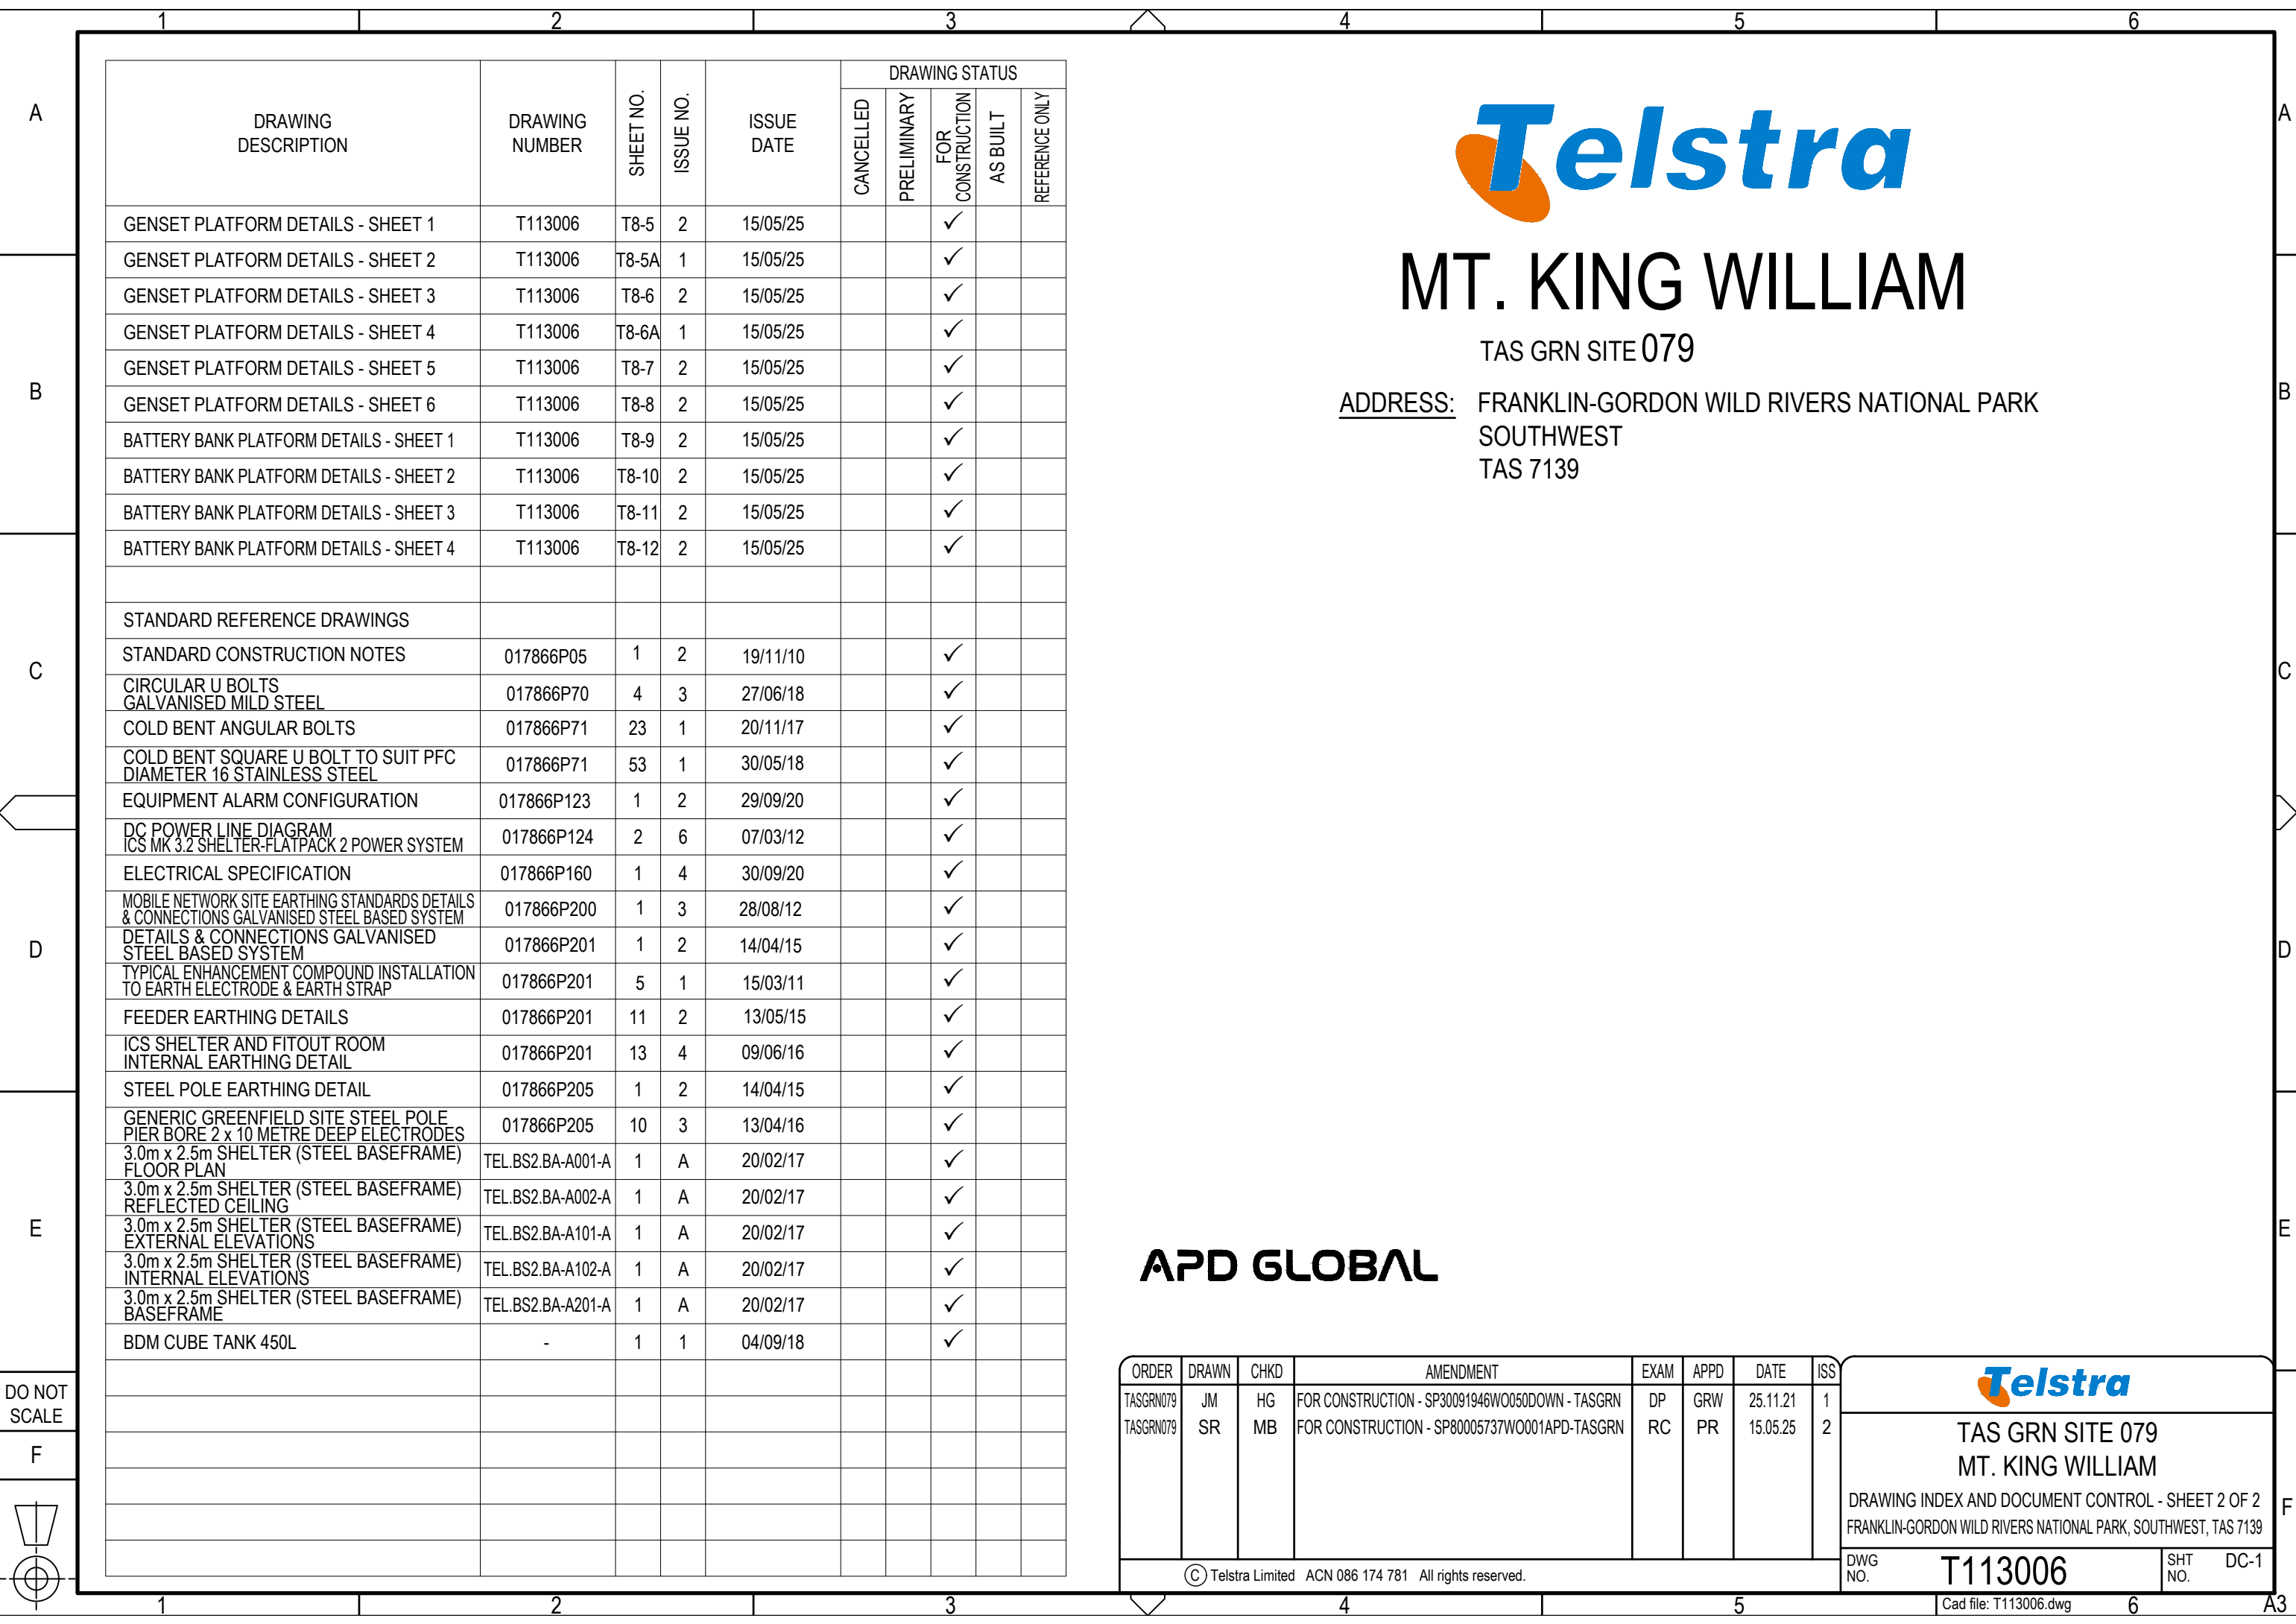 1 2 3 4 5 6
A A
B B
C C
D D
E E
F F
DO NOT
SCALE
DRAWING
DESCRIPTION
DRAWING
NUMBER
SHEET NO.
ISSUE NO.
ISSUE
DATE
DRAWING STATUS
CANCELLED
PRELIMINARY
FOR
CONSTRUCTION
AS BUILT
REFERENCE ONLY
GENSET PLATFORM DETAILS - SHEET 1 T113006 T8-5 2 15/05/25 ✓
GENSET PLATFORM DETAILS - SHEET 2 T113006 T8-5A 1 15/05/25 ✓
GENSET PLATFORM DETAILS - SHEET 3 T113006 T8-6 2 15/05/25 ✓
GENSET PLATFORM DETAILS - SHEET 4 T113006 T8-6A 1 15/05/25 ✓
GENSET PLATFORM DETAILS - SHEET 5 T113006 T8-7 2 15/05/25 ✓
GENSET PLATFORM DETAILS - SHEET 6 T113006 T8-8 2 15/05/25 ✓
BATTERY BANK PLATFORM DETAILS - SHEET 1 T113006 T8-9 2 15/05/25 ✓
BATTERY BANK PLATFORM DETAILS - SHEET 2 T113006 T8-10 2 15/05/25 ✓
BATTERY BANK PLATFORM DETAILS - SHEET 3 T113006 T8-11 2 15/05/25 ✓
BATTERY BANK PLATFORM DETAILS - SHEET 4 T113006 T8-12 2 15/05/25 ✓
STANDARD REFERENCE DRAWINGS
STANDARD CONSTRUCTION NOTES 017866P05 1 2 19/11/10 ✓
CIRCULAR U BOLTS
GALVANISED MILD STEEL 017866P70 4 3 27/06/18 ✓
COLD BENT ANGULAR BOLTS 017866P71 23 1 20/11/17 ✓
COLD BENT SQUARE U BOLT TO SUIT PFC
DIAMETER 16 STAINLESS STEEL 017866P71 53 1 30/05/18 ✓
EQUIPMENT ALARM CONFIGURATION 017866P123 1 2 29/09/20 ✓
DC POWER LINE DIAGRAM
ICS MK 3.2 SHELTER-FLATPACK 2 POWER SYSTEM 017866P124 2 6 07/03/12 ✓
ELECTRICAL SPECIFICATION 017866P160 1 4 30/09/20 ✓
MOBILE NETWORK SITE EARTHING STANDARDS DETAILS
& CONNECTIONS GALVANISED STEEL BASED SYSTEM 017866P200 1 3 28/08/12 ✓
DETAILS & CONNECTIONS GALVANISED
STEEL BASED SYSTEM 017866P201 1 2 14/04/15 ✓
TYPICAL ENHANCEMENT COMPOUND INSTALLATION
TO EARTH ELECTRODE & EARTH STRAP 017866P201 5 1 15/03/11 ✓
FEEDER EARTHING DETAILS 017866P201 11 2 13/05/15 ✓
ICS SHELTER AND FITOUT ROOM
INTERNAL EARTHING DETAIL 017866P201 13 4 09/06/16 ✓
STEEL POLE EARTHING DETAIL 017866P205 1 2 14/04/15 ✓
GENERIC GREENFIELD SITE STEEL POLE
PIER BORE 2 x 10 METRE DEEP ELECTRODES 017866P205 10 3 13/04/16 ✓
3.0m x 2.5m SHELTER (STEEL BASEFRAME)
FLOOR PLAN TEL.BS2.BA-A001-A 1 A 20/02/17 ✓
3.0m x 2.5m SHELTER (STEEL BASEFRAME)
REFLECTED CEILING TEL.BS2.BA-A002-A 1 A 20/02/17 ✓
3.0m x 2.5m SHELTER (STEEL BASEFRAME)
EXTERNAL ELEVATIONS TEL.BS2.BA-A101-A 1 A 20/02/17 ✓
3.0m x 2.5m SHELTER (STEEL BASEFRAME)
INTERNAL ELEVATIONS TEL.BS2.BA-A102-A 1 A 20/02/17 ✓
3.0m x 2.5m SHELTER (STEEL BASEFRAME)
BASEFRAME TEL.BS2.BA-A201-A 1 A 20/02/17 ✓
BDM CUBE TANK 450L - 1 1 04/09/18 ✓
Telstra
MT. KING WILLIAM
TAS GRN SITE 079
ADDRESS: FRANKLIN-GORDON WILD RIVERS NATIONAL PARK
SOUTHWEST
TAS 7139
APD GLOBAL
ORDER DRAWN CHKD AMENDMENT EXAM APPD DATE ISS
TASGRN079 JM HG FOR CONSTRUCTION - SP30091946WO050DOWN - TASGRN DP GRW 25.11.21 1
TASGRN079 SR MB FOR CONSTRUCTION - SP80005737WO001APD-TASGRN RC PR 15.05.25 2
Ⓒ Telstra Limited ACN 086 174 781 All rights reserved.
Telstra
TAS GRN SITE 079
MT. KING WILLIAM
DRAWING INDEX AND DOCUMENT CONTROL - SHEET 2 OF 2
FRANKLIN-GORDON WILD RIVERS NATIONAL PARK, SOUTHWEST, TAS 7139
DWG
NO.
T113006
SHT
NO.
DC-1
Cad file: T113006.dwg
1 2 3 4 5 6 A3